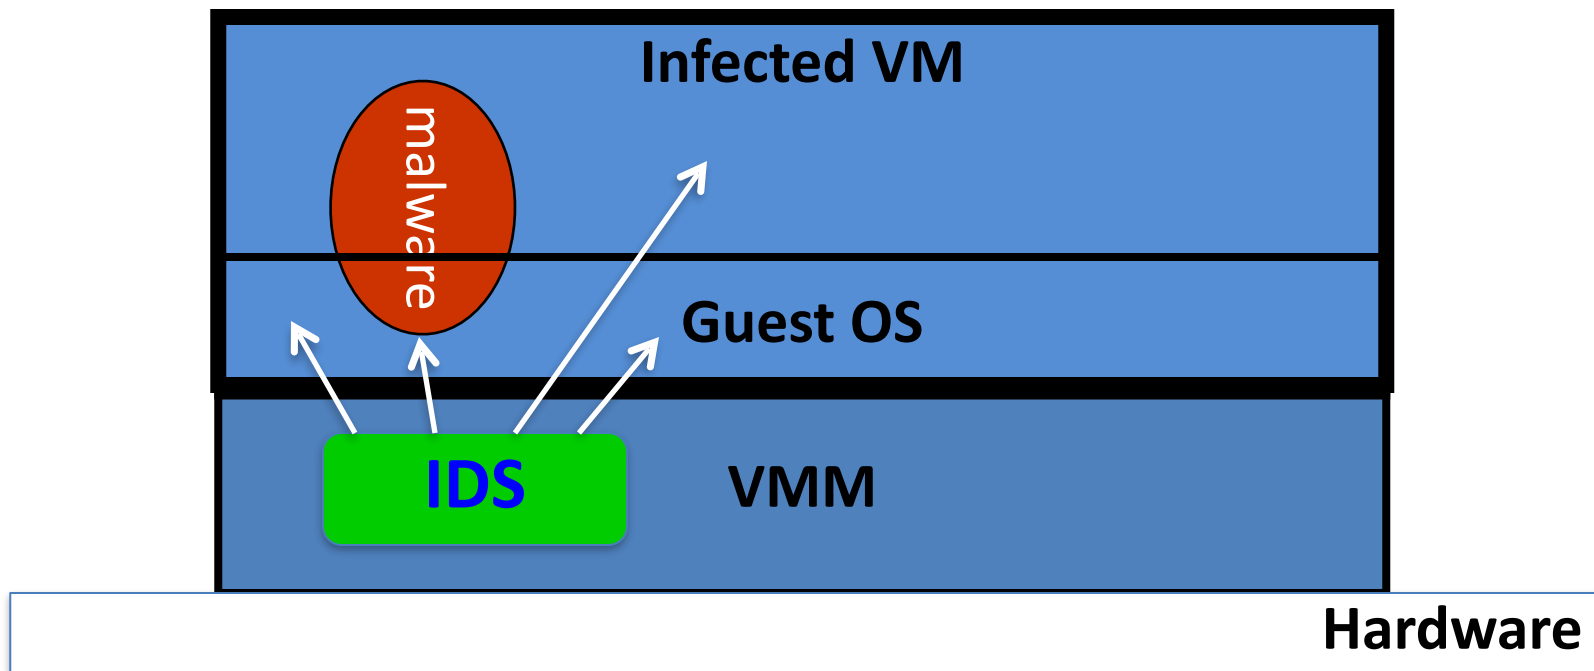 Infected VM
malware
Guest OS
IDS
VMM
Hardware